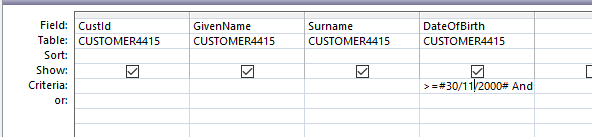 Field: CustId GivenName Surname DateOfBirth
Table: CUSTOMER4415 CUSTOMER4415 CUSTOMER4415 CUSTOMER4415
Sort:
Show:
Criteria: >=#30/11/2000# And
or: